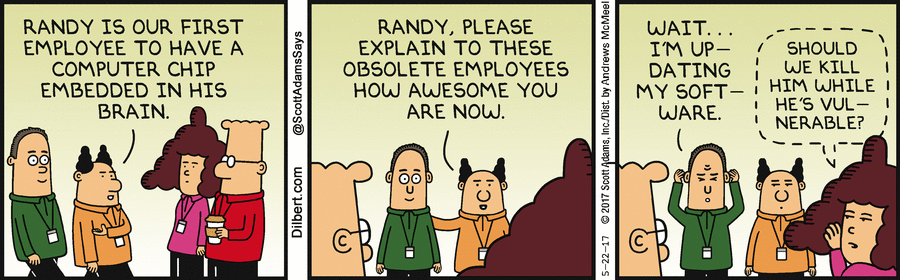 RANDY IS OUR FIRST
EMPLOYEE TO HAVE A
COMPUTER CHIP
EMBEDDED IN HIS
BRAIN.
Dilbert.com @ScottAdamsSays
RANDY, PLEASE
EXPLAIN TO THESE
OBSOLETE EMPLOYEES
HOW AWESOME YOU
ARE NOW.
5-22-17 © 2017 Scott Adams, Inc./Dist. by Andrews McMeel
WAIT...
I'M UP-
DATING
MY SOFT-
WARE.
SHOULD
WE KILL
HIM WHILE
HE'S VUL-
NERABLE?